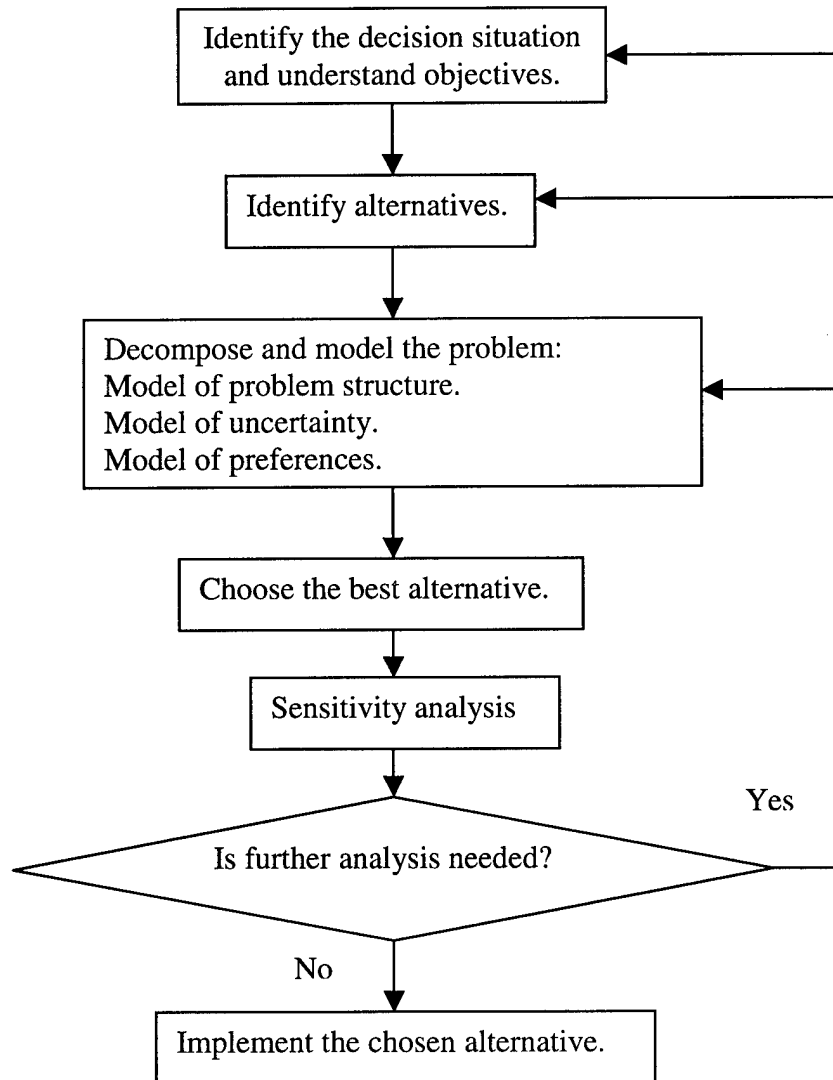 Identify the decision situation
and understand objectives.
Identify alternatives.
Decompose and model the problem:
Model of problem structure.
Model of uncertainty.
Model of preferences.
Choose the best alternative.
Sensitivity analysis
Yes
Is further analysis needed?
No
Implement the chosen alternative.